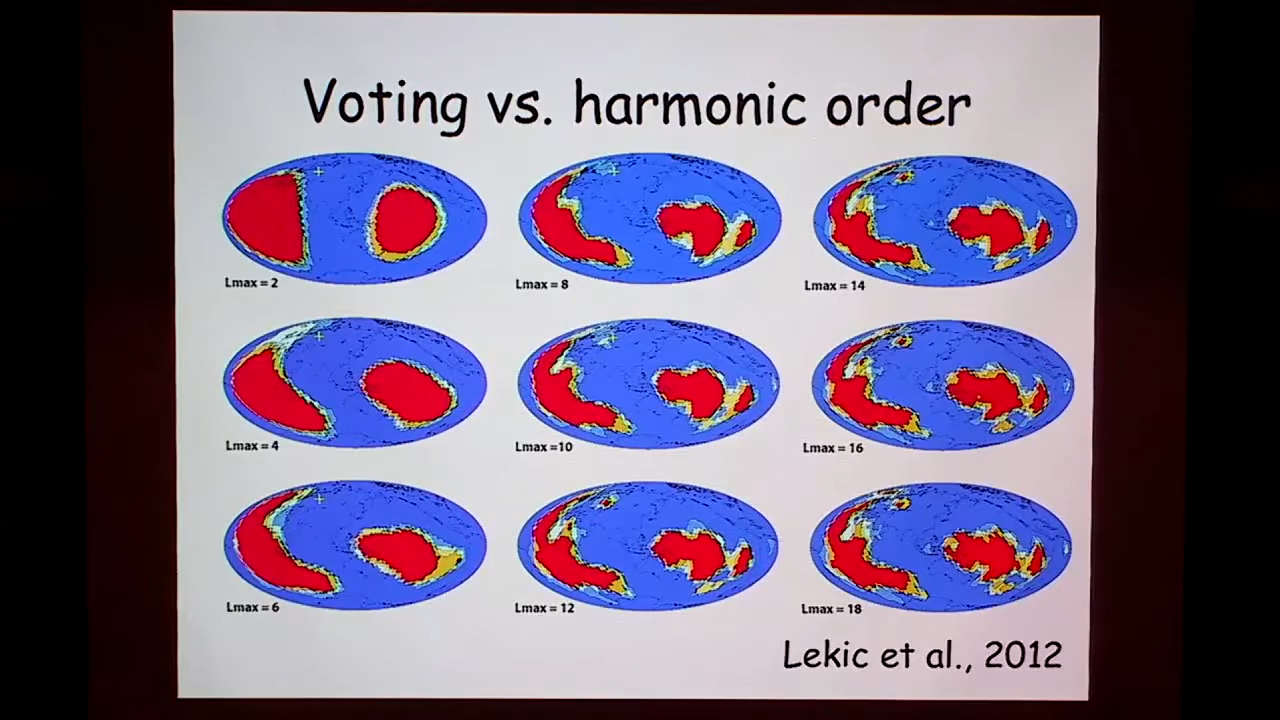 Voting vs. harmonic order
Lmax = 2
Lmax = 8
Lmax = 14
Lmax = 4
Lmax =10
Lmax = 16
Lmax = 6
Lmax = 12
Lmax = 18
Lekic et al., 2012